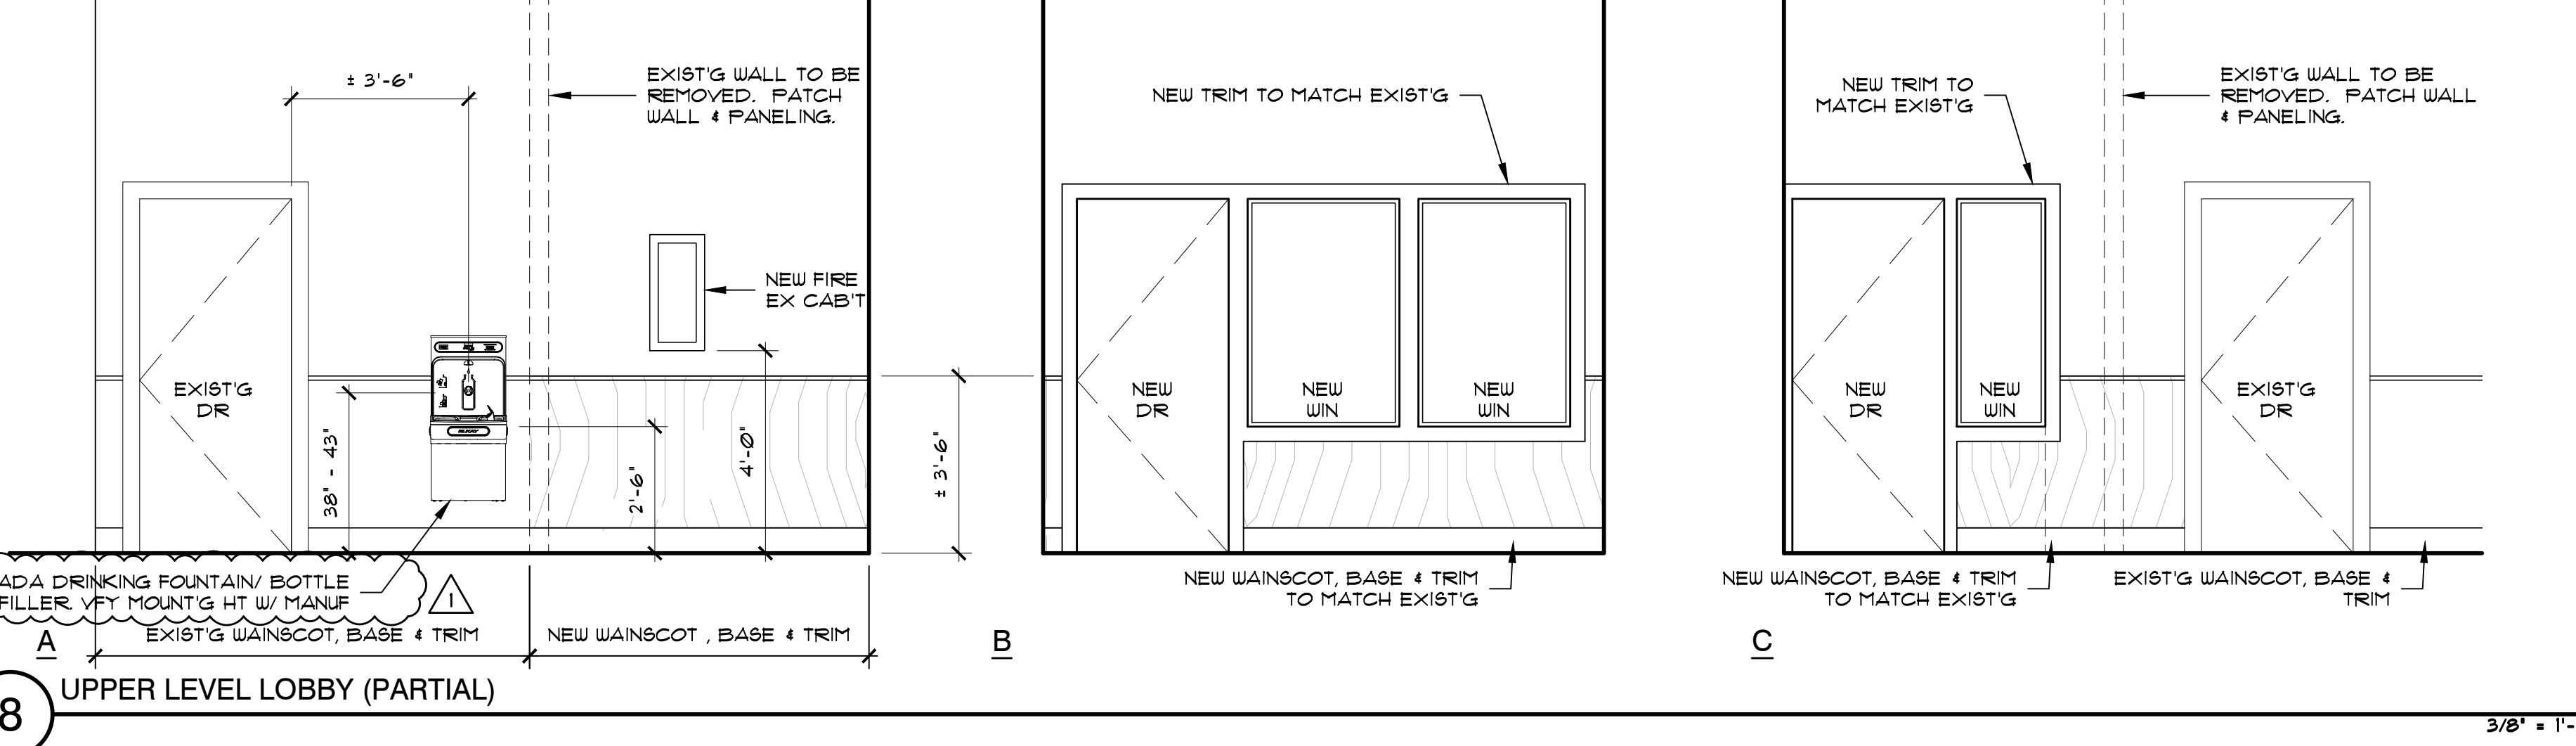 ± 3'-6"
EXIST'G WALL TO BE
REMOVED. PATCH
WALL & PANELING.
NEW FIRE
EX CAB'T
EXIST'G
DR
38" - 43"
2'-6"
4'-0"
± 3'-6"
ADA DRINKING FOUNTAIN/ BOTTLE
FILLER. VFY MOUNT'G HT W/ MANUF
1
EXIST'G WAINSCOT, BASE & TRIM
NEW WAINSCOT , BASE & TRIM
A
NEW TRIM TO MATCH EXIST'G
NEW
DR
NEW
WIN
NEW
WIN
NEW WAINSCOT, BASE & TRIM
TO MATCH EXIST'G
B
NEW TRIM TO
MATCH EXIST'G
EXIST'G WALL TO BE
REMOVED. PATCH WALL
& PANELING.
NEW
DR
NEW
WIN
EXIST'G
DR
NEW WAINSCOT, BASE & TRIM
TO MATCH EXIST'G
EXIST'G WAINSCOT, BASE &
TRIM
C
8
UPPER LEVEL LOBBY (PARTIAL)
3/8" = 1'-